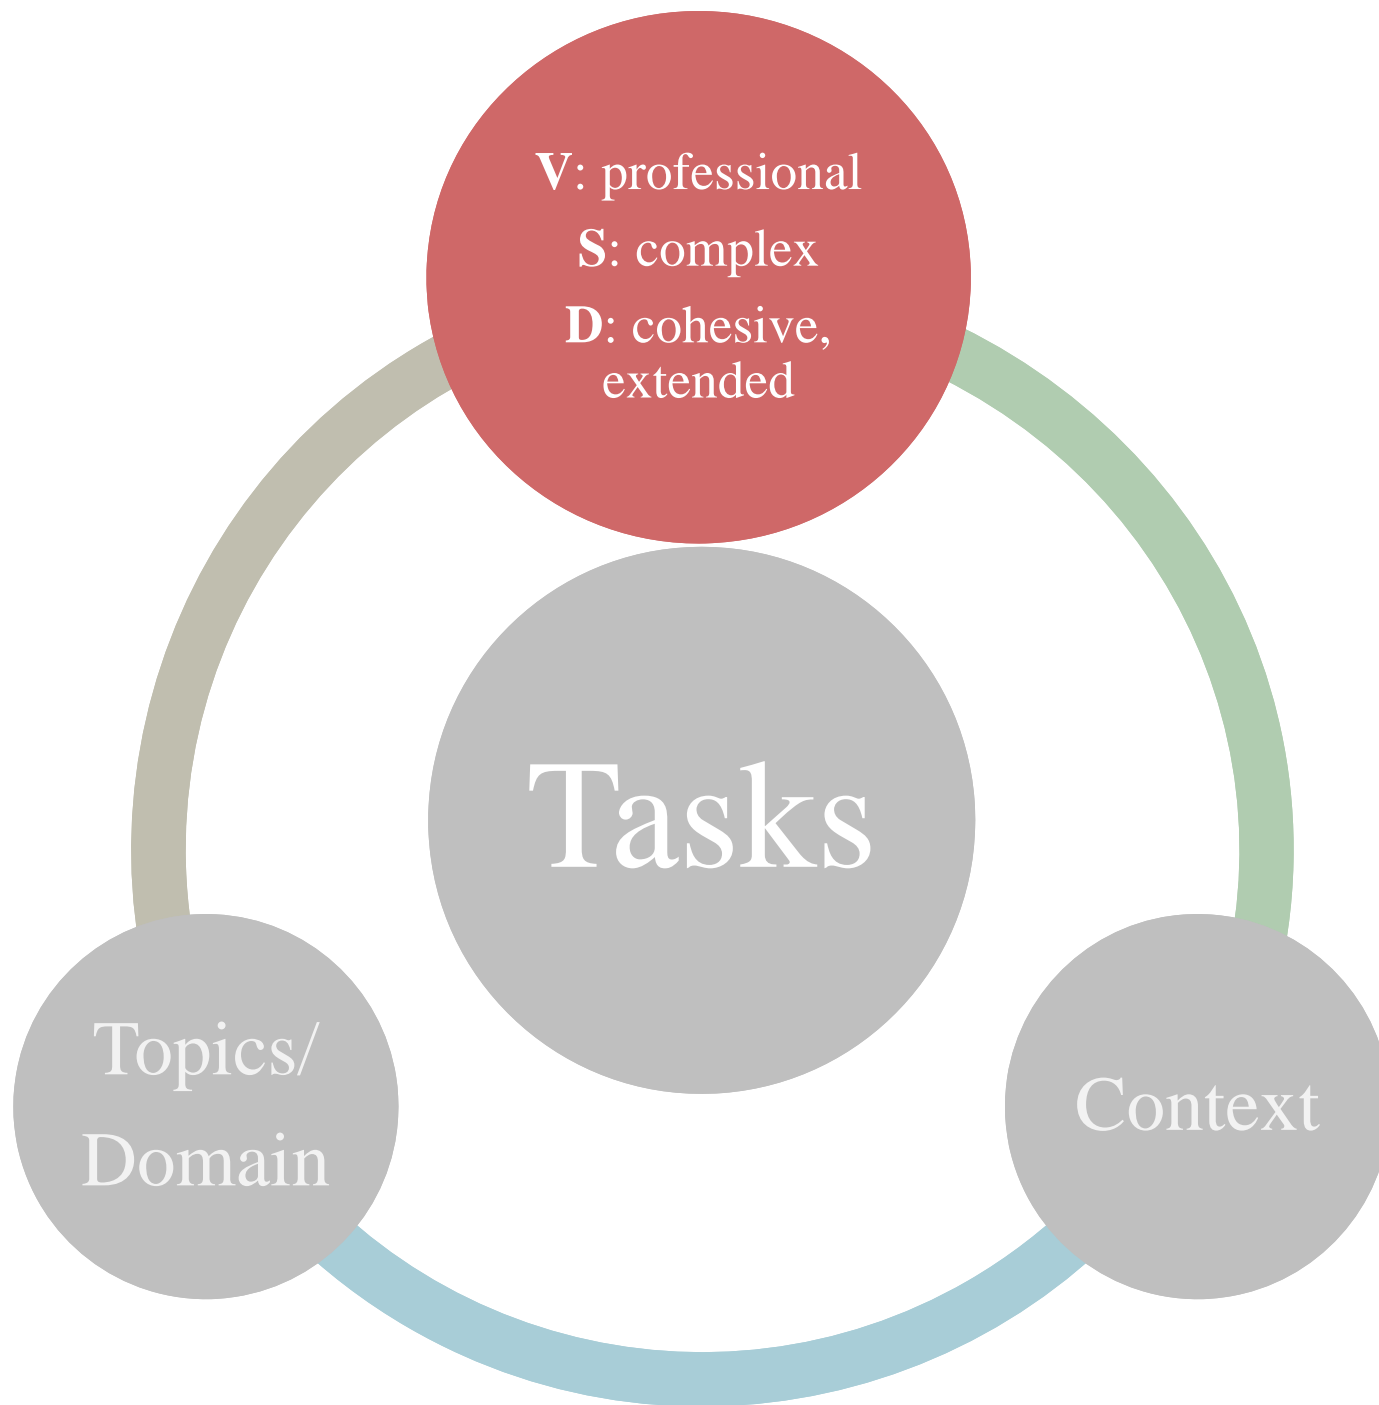 V: professional
S: complex
D: cohesive,
extended
Tasks
Topics/
Domain
Context